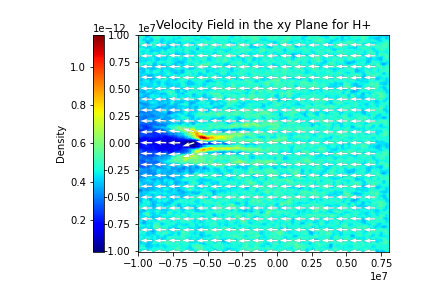 Velocity Field in the xy Plane for H+
1e−12
1e7
Density
1.0
0.8
0.6
0.4
0.2
1.00
0.75
0.50
0.25
0.00
−0.25
−0.50
−0.75
−1.00
−1.00 −0.75 −0.50 −0.25 0.00 0.25 0.50 0.75
1e7